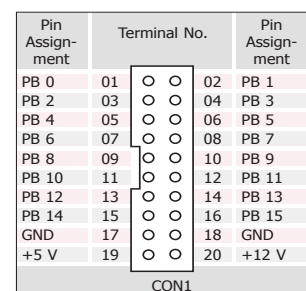 Pin Assign- ment Terminal No. Pin Assign- ment
PB 0 01 02 PB 1
PB 2 03 04 PB 3
PB 4 05 06 PB 5
PB 6 07 08 PB 7
PB 8 09 10 PB 9
PB 10 11 12 PB 11
PB 12 13 14 PB 13
PB 14 15 16 PB 15
GND 17 18 GND
+5 V 19 20 +12 V
CON1